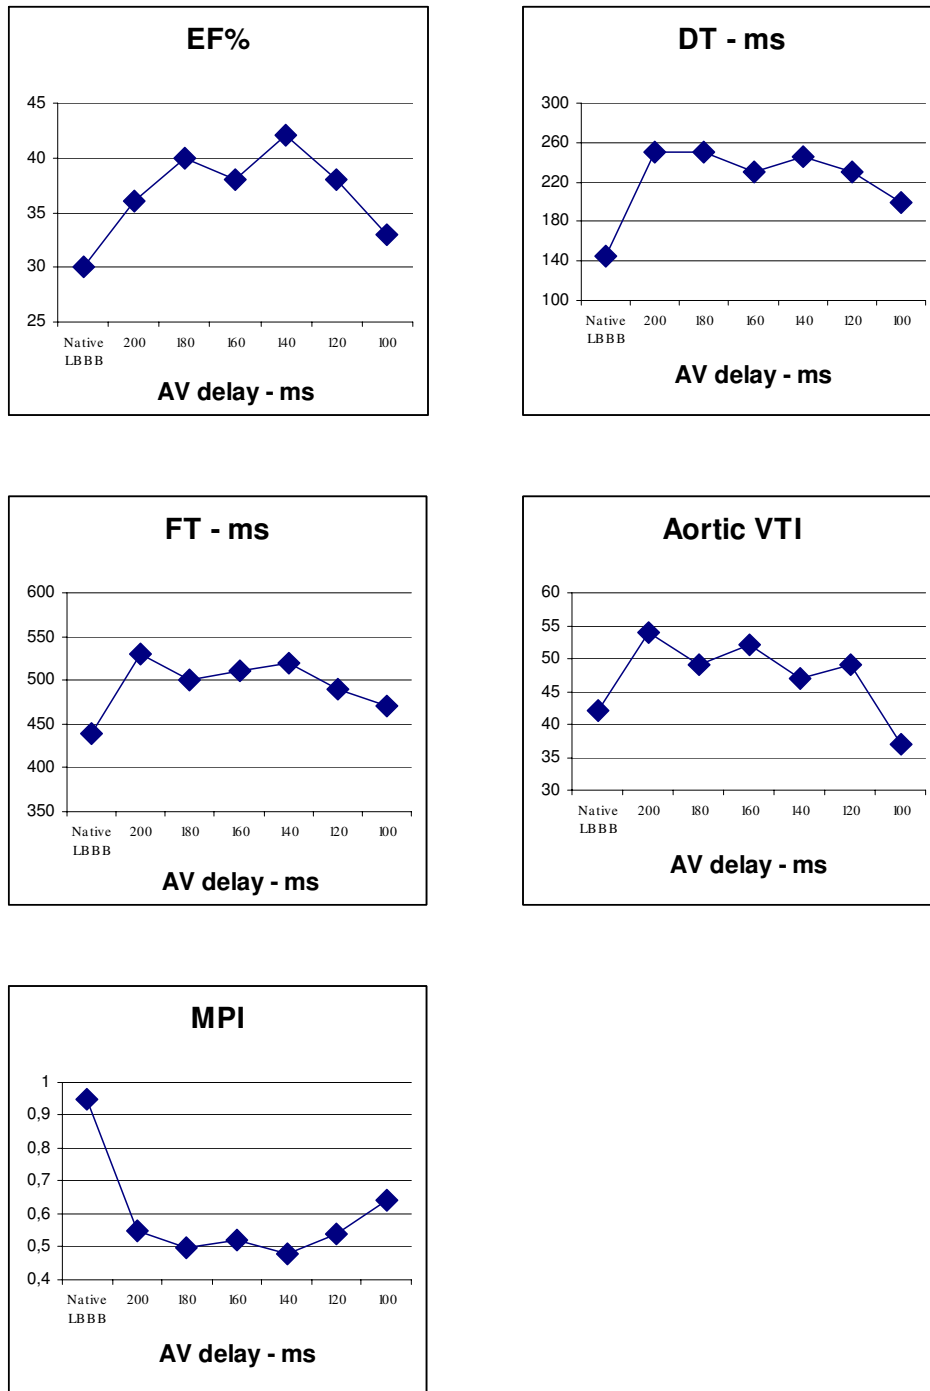 EF%
45
40
35
30
25
Native 200 180 160 140 120 100
LBBB
AV delay - ms
DT - ms
300
260
220
180
140
100
Native 200 180 160 140 120 100
LBBB
AV delay - ms
FT - ms
600
550
500
450
400
350
Native 200 180 160 140 120 100
LBBB
AV delay - ms
Aortic VTI
60
55
50
45
40
35
30
Native 200 180 160 140 120 100
LBBB
AV delay - ms
MPI
1
0,9
0,8
0,7
0,6
0,5
0,4
Native 200 180 160 140 120 100
LBBB
AV delay - ms